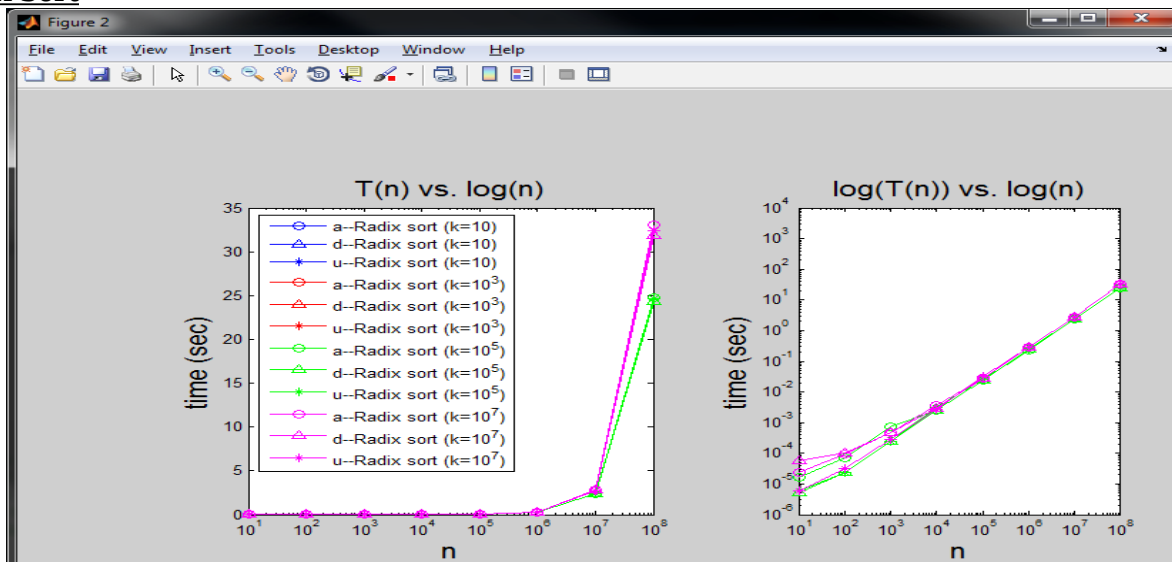 Figure 2
File Edit View Insert Tools Desktop Window Help
T(n) vs. log(n)
35
30
25
20
15
10
5
0
time (sec)
a--Radix sort (k=10)
d--Radix sort (k=10)
u--Radix sort (k=10)
a--Radix sort (k=10³)
d--Radix sort (k=10³)
u--Radix sort (k=10³)
a--Radix sort (k=10⁵)
d--Radix sort (k=10⁵)
u--Radix sort (k=10⁵)
a--Radix sort (k=10⁷)
d--Radix sort (k=10⁷)
u--Radix sort (k=10⁷)
10¹ 10² 10³ 10⁴ 10⁵ 10⁶ 10⁷ 10⁸
n
log(T(n)) vs. log(n)
10⁴
10³
10²
10¹
10⁰
10⁻¹
10⁻²
10⁻³
10⁻⁴
10⁻⁵
10⁻⁶
time (sec)
10¹ 10² 10³ 10⁴ 10⁵ 10⁶ 10⁷ 10⁸
n